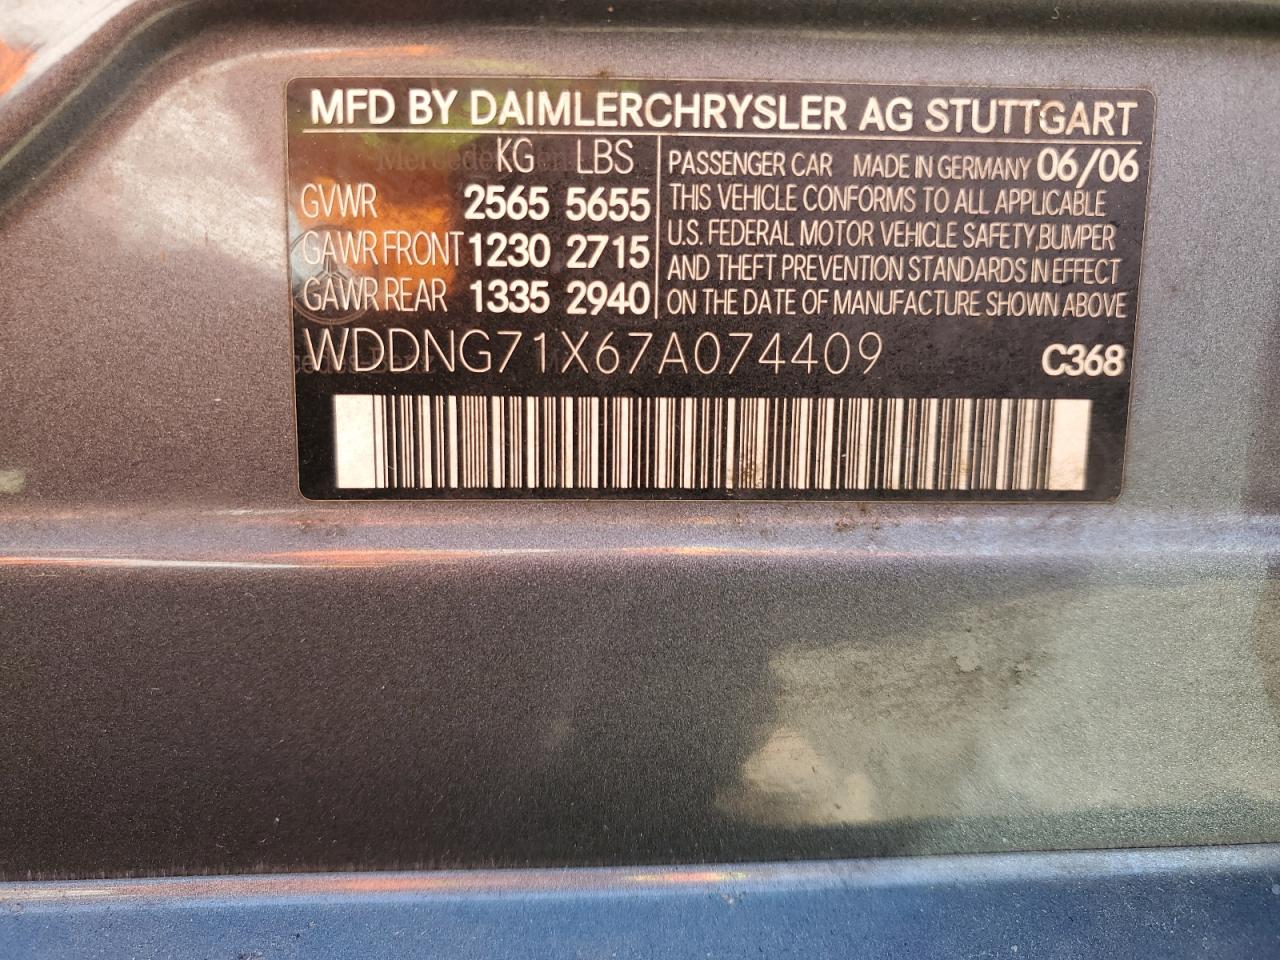 MFD BY DAIMLERCHRYSLER AG STUTTGART
KG LBS
GVWR 2565 5655
GAWR FRONT 1230 2715
GAWR REAR 1335 2940
PASSENGER CAR MADE IN GERMANY 06/06
THIS VEHICLE CONFORMS TO ALL APPLICABLE
U.S. FEDERAL MOTOR VEHICLE SAFETY, BUMPER
AND THEFT PREVENTION STANDARDS IN EFFECT
ON THE DATE OF MANUFACTURE SHOWN ABOVE
WDDNG71X67A074409 C368